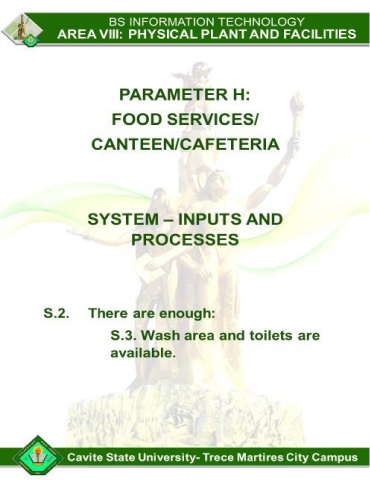 BS INFORMATION TECHNOLOGY
AREA VIII: PHYSICAL PLANT AND FACILITIES
PARAMETER H:
FOOD SERVICES/
CANTEEN/CAFETERIA
SYSTEM – INPUTS AND
PROCESSES
S.2. There are enough:
S.3. Wash area and toilets are
available.
Cavite State University- Trece Martires City Campus